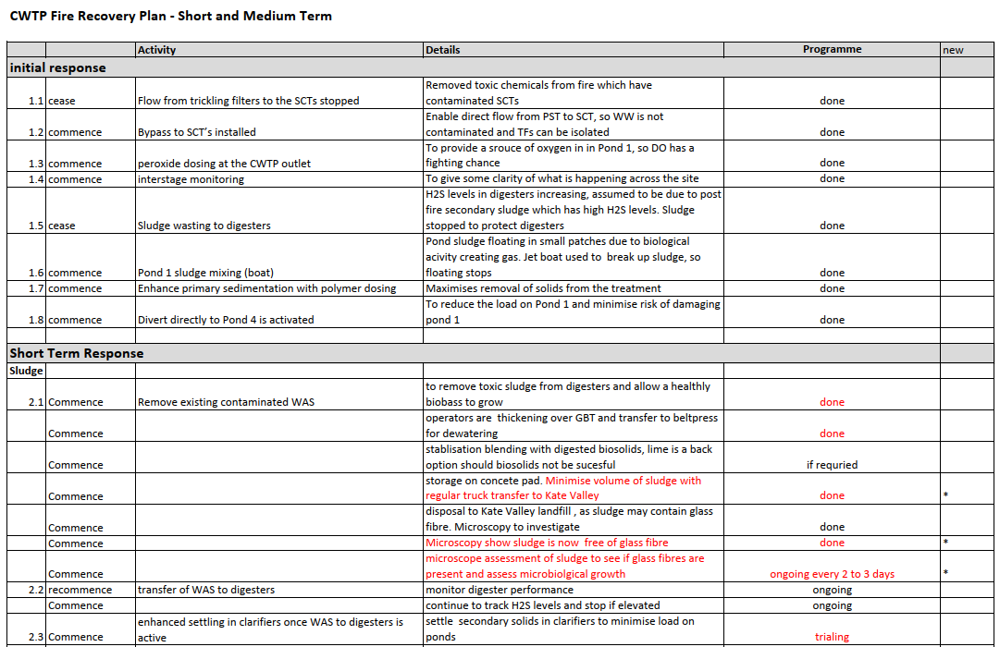 CWTP Fire Recovery Plan - Short and Medium Term
Activity Details Programme new
initial response
1.1 cease Flow from trickling filters to the SCTs stopped Removed toxic chemicals from fire which have
contaminated SCTs done
1.2 commence Bypass to SCT's installed Enable direct flow from PST to SCT, so WW is not
contaminated and TFs can be isolated done
1.3 commence peroxide dosing at the CWTP outlet To provide a srouce of oxygen in in Pond 1, so DO has a
fighting chance done
1.4 commence interstage monitoring To give some clarity of what is happening across the site done
1.5 cease Sludge wasting to digesters H2S levels in digesters increasing, assumed to be due to post
fire secondary sludge which has high H2S levels. Sludge
stopped to protect digesters done
1.6 commence Pond 1 sludge mixing (boat) Pond sludge floating in small patches due to biological
acivity creating gas. Jet boat used to break up sludge, so
floating stops done
1.7 commence Enhance primary sedimentation with polymer dosing Maximises removal of solids from the treatment done
1.8 commence Divert directly to Pond 4 is activated To reduce the load on Pond 1 and minimise risk of damaging
pond 1 done
Short Term Response
Sludge
2.1 Commence Remove existing contaminated WAS to remove toxic sludge from digesters and allow a healthly
biobass to grow done
Commence operators are thickening over GBT and transfer to beltpress
for dewatering done
Commence stablisation blending with digested biosolids, lime is a back
option should biosolids not be sucesful if requried
Commence storage on concete pad. Minimise volume of sludge with
regular truck transfer to Kate Valley done *
Commence disposal to Kate Valley landfill , as sludge may contain glass
fibre. Microscopy to investigate done
Commence Microscopy show sludge is now free of glass fibre done *
Commence microscope assessment of sludge to see if glass fibres are
present and assess microbiolgical growth ongoing every 2 to 3 days *
2.2 recommence transfer of WAS to digesters monitor digester performance ongoing
Commence continue to track H2S levels and stop if elevated ongoing
2.3 Commence enhanced settling in clarifiers once WAS to digesters is
active settle secondary solids in clarifiers to minimise load on
ponds trialing